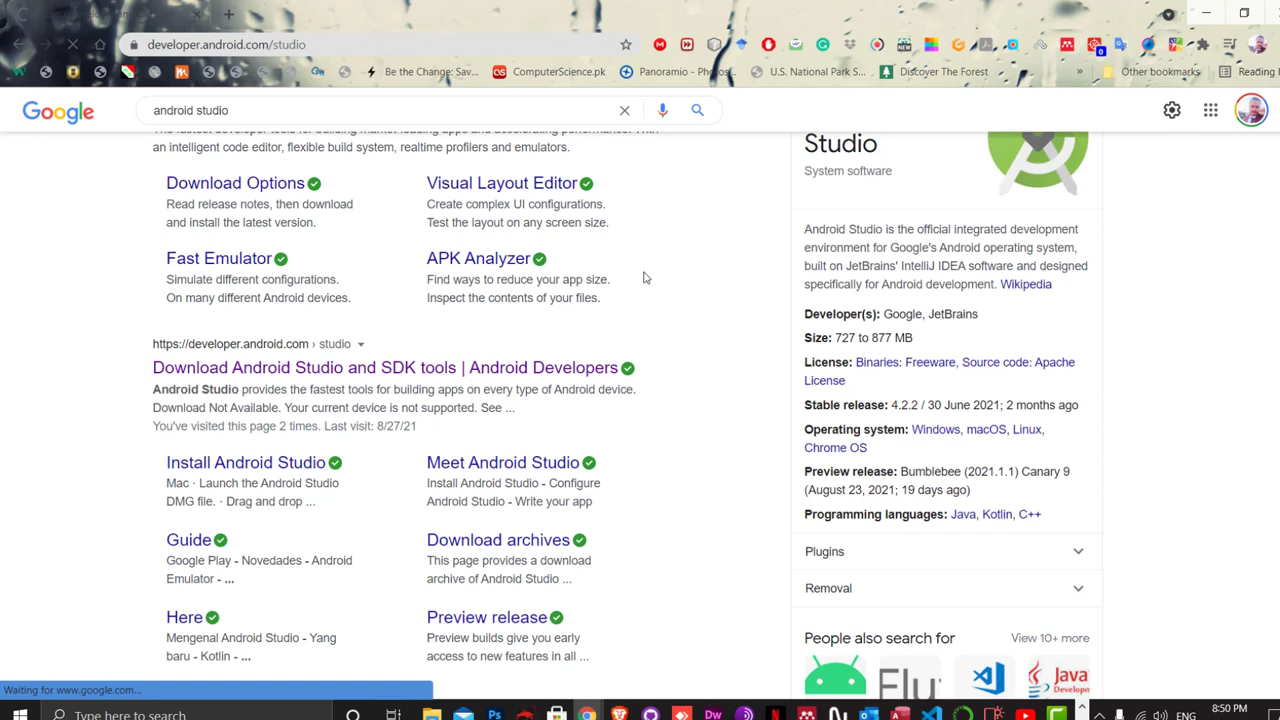 developer.android.com/studio
Be the Change: Sav...
ComputerScience.pk
Panoramio - Photos...
U.S. National Park S...
Discover The Forest
»
Other bookmarks
Reading
Google
android studio
an intelligent code editor, flexible build system, realtime profilers and emulators.
Download Options
Read release notes, then download
and install the latest version.
Visual Layout Editor
Create complex UI configurations.
Test the layout on any screen size.
Fast Emulator
Simulate different configurations.
On many different Android devices.
APK Analyzer
Find ways to reduce your app size.
Inspect the contents of your files.
https://developer.android.com › studio
Download Android Studio and SDK tools | Android Developers
Android Studio provides the fastest tools for building apps on every type of Android device.
Download Not Available. Your current device is not supported. See ...
You've visited this page 2 times. Last visit: 8/27/21
Install Android Studio
Mac · Launch the Android Studio
DMG file. · Drag and drop ...
Meet Android Studio
Install Android Studio - Configure
Android Studio - Write your app
Guide
Google Play - Novedades - Android
Emulator - ...
Download archives
This page provides a download
archive of Android Studio ...
Here
Mengenal Android Studio - Yang
baru - Kotlin - ...
Preview release
Preview builds give you early
access to new features in all ...
Studio
System software
Android Studio is the official integrated development
environment for Google's Android operating system,
built on JetBrains' IntelliJ IDEA software and designed
specifically for Android development. Wikipedia
Developer(s): Google, JetBrains
Size: 727 to 877 MB
License: Binaries: Freeware, Source code: Apache
License
Stable release: 4.2.2 / 30 June 2021; 2 months ago
Operating system: Windows, macOS, Linux,
Chrome OS
Preview release: Bumblebee (2021.1.1) Canary 9
(August 23, 2021; 19 days ago)
Programming languages: Java, Kotlin, C++
Plugins
Removal
People also search for
View 10+ more
Flu
Java
Developm
Waiting for www.google.com...
Type here to search
Ps
Dw
8:50 PM